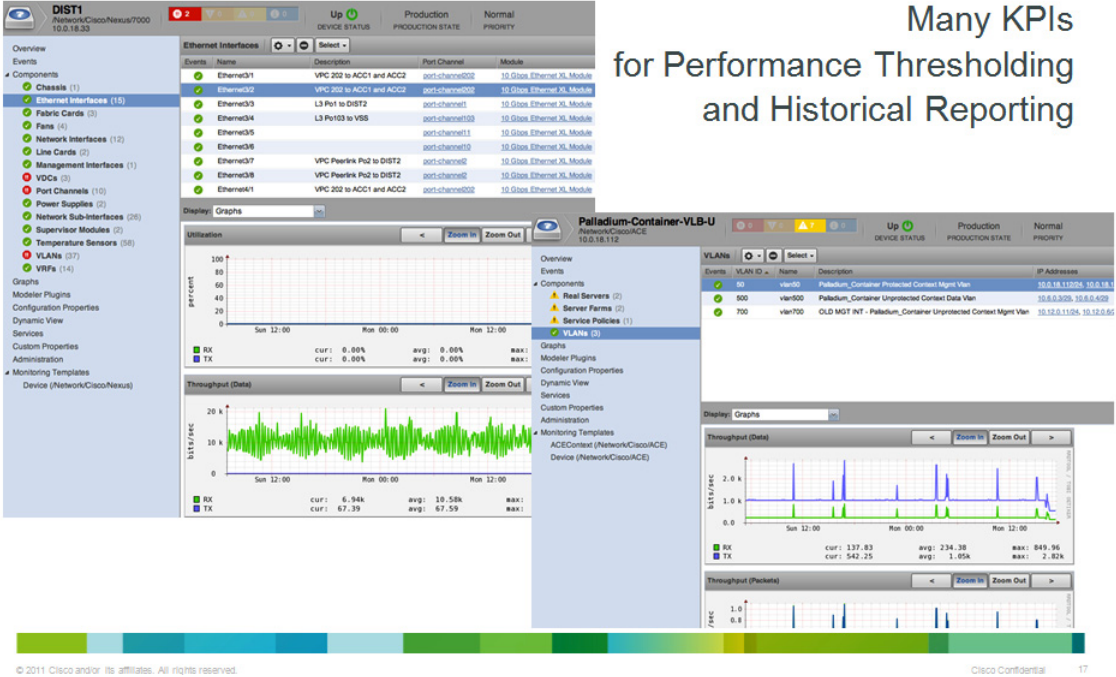 Many KPIs
for Performance Thresholding
and Historical Reporting
DIST1
/Network/Cisco/Nexus/7000
10.0.18.33
2
Up
DEVICE STATUS
Production
PRODUCTION STATE
Normal
PRIORITY
Overview
Events
Components
Chassis (1)
Ethernet Interfaces (15)
Fabric Cards (3)
Fans (4)
Network Interfaces (12)
Line Cards (2)
Management Interfaces (1)
VDCs (3)
Port Channels (10)
Power Supplies (2)
Network Sub-Interfaces (26)
Supervisor Modules (2)
Temperature Sensors (58)
VLANs (37)
VRFs (14)
Graphs
Modeler Plugins
Configuration Properties
Dynamic View
Services
Custom Properties
Administration
Monitoring Templates
Device (/Network/Cisco/Nexus)
Ethernet Interfaces Select
Events Name Description Port Channel Module
Ethernet3/1 VPC 202 to ACC1 and ACC2 port-channel202 10 Gbps Ethernet XL Module
Ethernet3/2 VPC 202 to ACC1 and ACC2 port-channel202 10 Gbps Ethernet XL Module
Ethernet3/3 L3 Po1 to DIST2 port-channel1 10 Gbps Ethernet XL Module
Ethernet3/4 L3 Po103 to VSS port-channel103 10 Gbps Ethernet XL Module
Ethernet3/5 port-channel11 10 Gbps Ethernet XL Module
Ethernet3/6 port-channel10 10 Gbps Ethernet XL Module
Ethernet3/7 VPC Peerlink Po2 to DIST2 port-channel2 10 Gbps Ethernet XL Module
Ethernet3/8 VPC Peerlink Po2 to DIST2 port-channel2 10 Gbps Ethernet XL Module
Ethernet4/1 VPC 202 to ACC1 and ACC2 port-channel202 10 Gbps Ethernet XL Module
Display: Graphs
Utilization < Zoom In Zoom Out
percent
100
80
60
40
20
0
Sun 12:00 Mon 00:00 Mon 12:00
RX cur: 0.00% avg: 0.00% max:
TX cur: 0.00% avg: 0.00% max:
Throughput (Data) < Zoom In Zoom Out
bits/sec
20 k
10 k
0
Sun 12:00 Mon 00:00 Mon 12:00
RX cur: 6.94k avg: 10.58k max:
TX cur: 67.39 avg: 67.59 max:
Palladium-Container-VLB-U
/Network/Cisco/ACE
10.0.18.112
Up
DEVICE STATUS
Production
PRODUCTION STATE
Normal
PRIORITY
Overview
Events
Components
Real Servers (2)
Server Farms (2)
Service Policies (1)
VLANs (3)
Graphs
Modeler Plugins
Configuration Properties
Dynamic View
Services
Custom Properties
Administration
Monitoring Templates
ACEContext (/Network/Cisco/ACE)
Device (/Network/Cisco/ACE)
VLANs Select
Events VLAN ID Name Description IP Addresses
50 vlan50 Palladium_Container Protected Context Mgmt Vlan 10.0.18.112/24, 10.0.18.1
500 vlan500 Palladium_Container Unprotected Context Data Vlan 10.6.0.3/29, 10.6.0.4/29
700 vlan700 OLD MGT INT - Palladium_Container Unprotected Context Mgmt Vlan 10.12.0.11/24,
Display: Graphs
Throughput (Data) < Zoom In Zoom Out >
bits/sec
2.0 k
1.0 k
0.0
Sun 12:00 Mon 00:00 Mon 12:00
RX cur: 137.83 avg: 234.38 max: 849.96
TX cur: 542.25 avg: 1.05k max: 2.82k
Throughput (Packets) < Zoom In Zoom Out >
1.0
0.8
© 2011 Cisco and/or its affiliates. All rights reserved.
Cisco Confidential 17